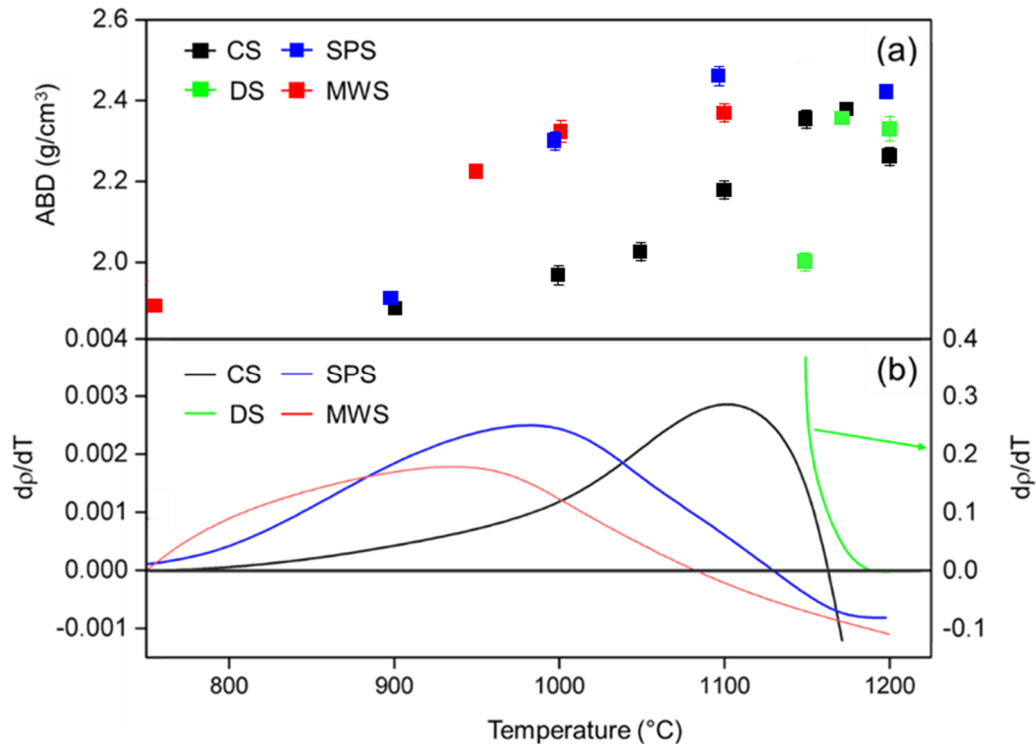 2.6
CS SPS (a)
DS MWS
2.4
2.2
2.0
ABD (g/cm³)
0.004 0.4
CS SPS (b)
DS MWS
0.003 0.3
0.002 0.2
0.001 0.1
0.000 0.0
-0.001 -0.1
dρ/dT
dρ/dT
800 900 1000 1100 1200
Temperature (°C)